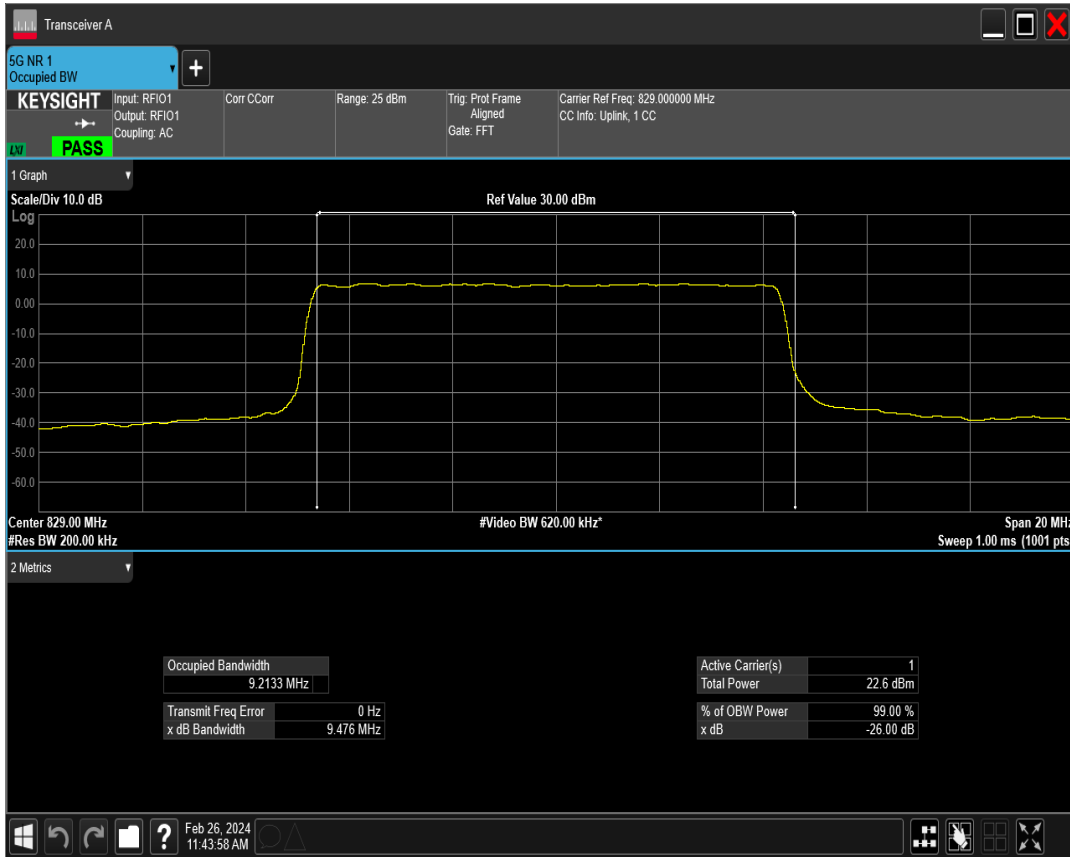 Transceiver A
5G NR 1
Occupied BW
+
KEYSIGHT
LXI
PASS
Input: RFIO1
Output: RFIO1
Coupling: AC
Corr CCorr
Range: 25 dBm
Trig: Prot Frame
Aligned
Gate: FFT
Carrier Ref Freq: 829.000000 MHz
CC Info: Uplink, 1 CC
1 Graph
Scale/Div 10.0 dB
Ref Value 30.00 dBm
Log
20.0
10.0
0.00
-10.0
-20.0
-30.0
-40.0
-50.0
-60.0
Center 829.00 MHz
#Video BW 620.00 kHz*
Span 20 MHz
#Res BW 200.00 kHz
Sweep 1.00 ms (1001 pts
2 Metrics
Occupied Bandwidth
9.2133 MHz
Transmit Freq Error 0 Hz
x dB Bandwidth 9.476 MHz
Active Carrier(s) 1
Total Power 22.6 dBm
% of OBW Power 99.00 %
x dB -26.00 dB
?
Feb 26, 2024
11:43:58 AM